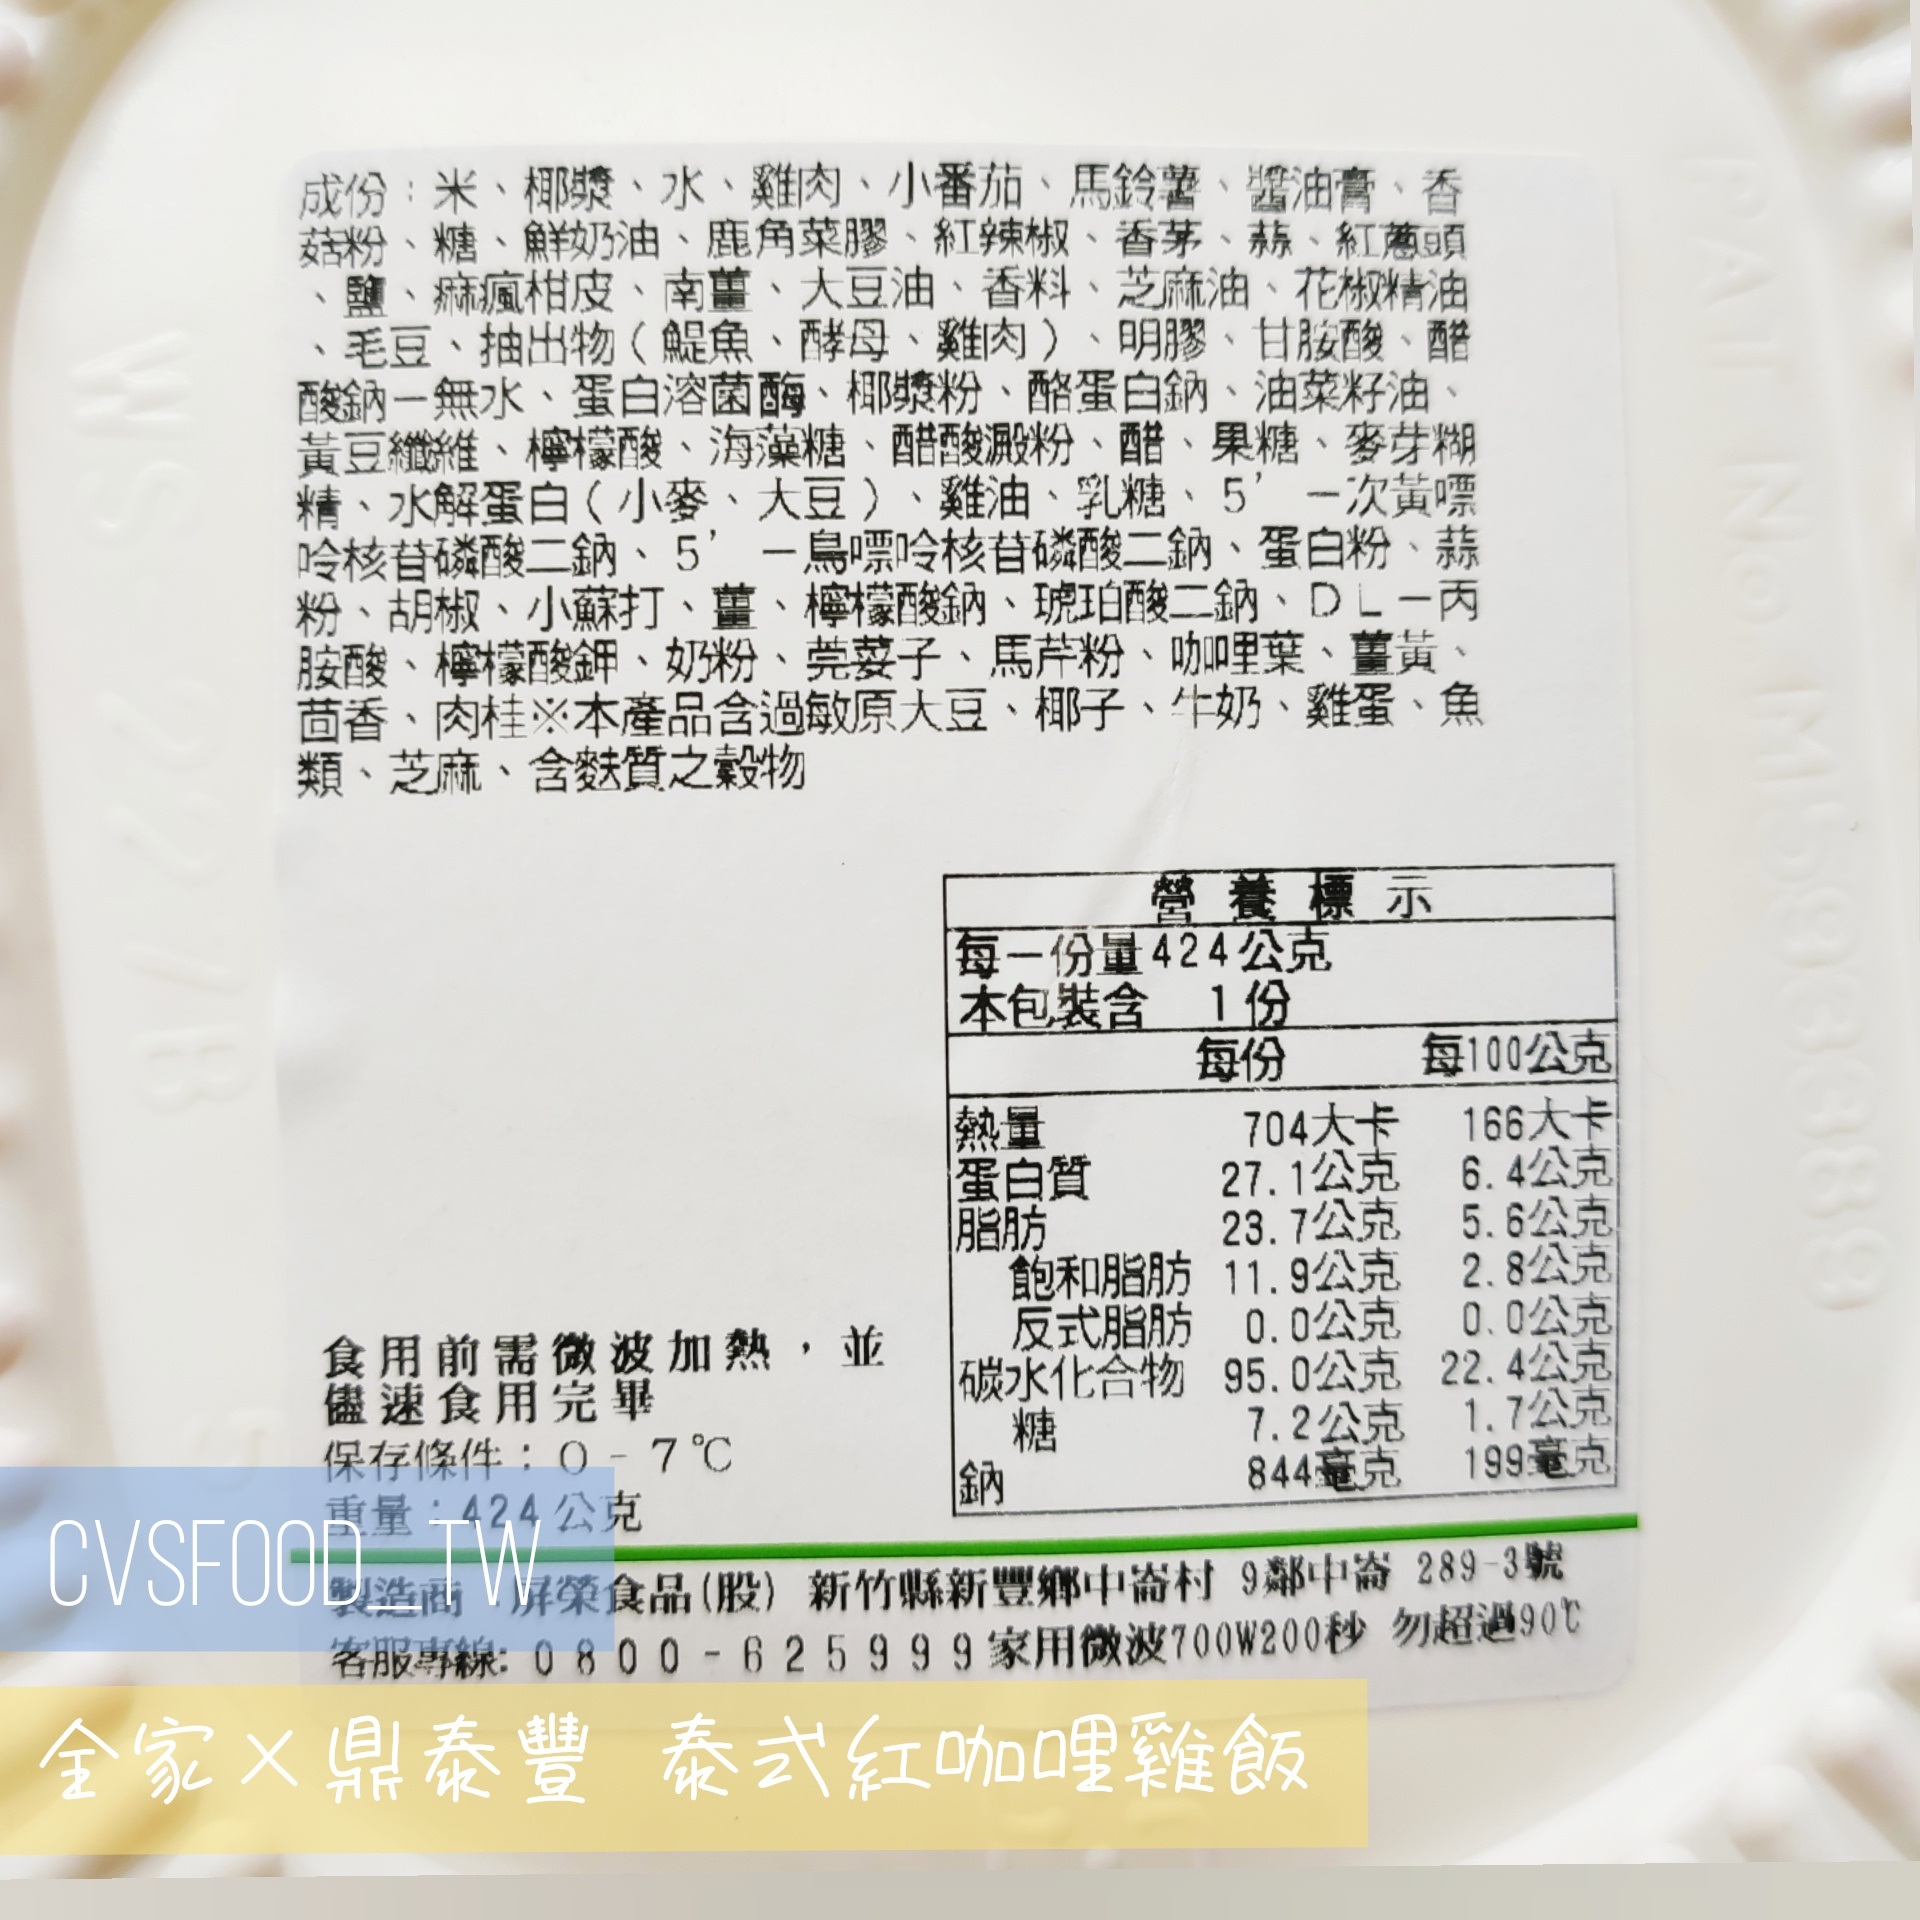 成份：米、椰漿、水、雞肉、小番茄、馬鈴薯、醬油膏、香
菇粉、糖、鮮奶油、鹿角菜膠、紅辣椒、香茅、蒜、紅蔥頭
、鹽、痲瘋柑皮、南薑、大豆油、香料、芝麻油、花椒精油
、毛豆、抽出物（鯷魚、酵母、雞肉）、明膠、甘胺酸、醋
酸鈉－無水、蛋白溶菌酶、椰漿粉、酪蛋白鈉、油菜籽油、
黃豆纖維、檸檬酸、海藻糖、醋酸澱粉、醋、果糖、麥芽糊
精、水解蛋白（小麥、大豆）、雞油、乳糖、5'－次黃嘌
呤核苷磷酸二鈉、5'－鳥嘌呤核苷磷酸二鈉、蛋白粉、蒜
粉、胡椒、小蘇打、薑、檸檬酸鈉、琥珀酸二鈉、DL－丙
胺酸、檸檬酸鉀、奶粉、莞荽子、馬芹粉、咖哩葉、薑黃、
茴香、肉桂※本產品含過敏原大豆、椰子、牛奶、雞蛋、魚
類、芝麻、含麩質之穀物
營養標示
每一份量424公克
本包裝含 1份
每份 每100公克
熱量 704大卡 166大卡
蛋白質 27.1公克 6.4公克
脂肪 23.7公克 5.6公克
飽和脂肪 11.9公克 2.8公克
反式脂肪 0.0公克 0.0公克
碳水化合物 95.0公克 22.4公克
糖 7.2公克 1.7公克
鈉 844毫克 199毫克
食用前需微波加熱，並
儘速食用完畢
保存條件：0-7℃
重量：424公克
製造商 屏榮食品(股) 新竹縣新豐鄉中崙村 9鄰中崙 289-3號
客服專線:0800-625999家用微波700W200秒 勿超過90℃
CVSFOOD_TW
全家×鼎泰豐 泰式紅咖哩雞飯
WS 227B